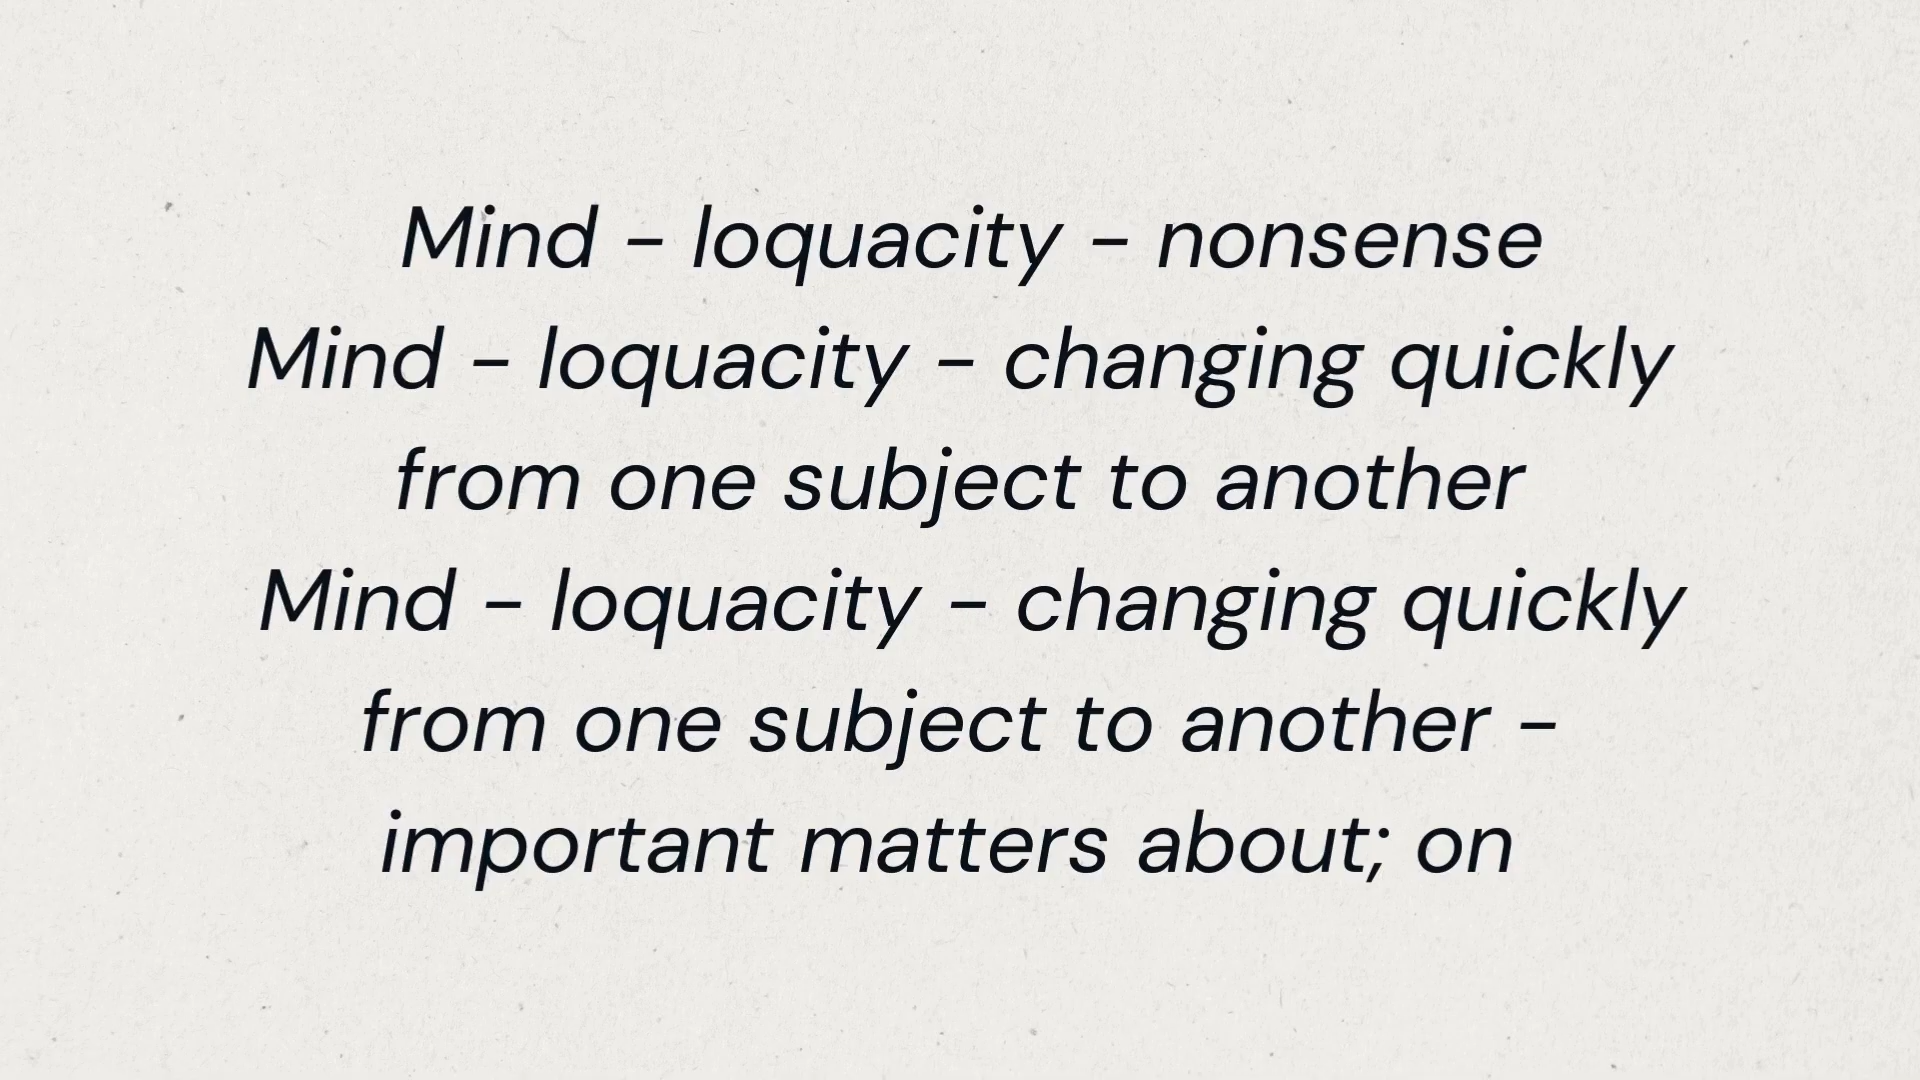 Mind - loquacity - nonsense
Mind - loquacity - changing quickly
from one subject to another
Mind - loquacity - changing quickly
from one subject to another -
important matters about; on